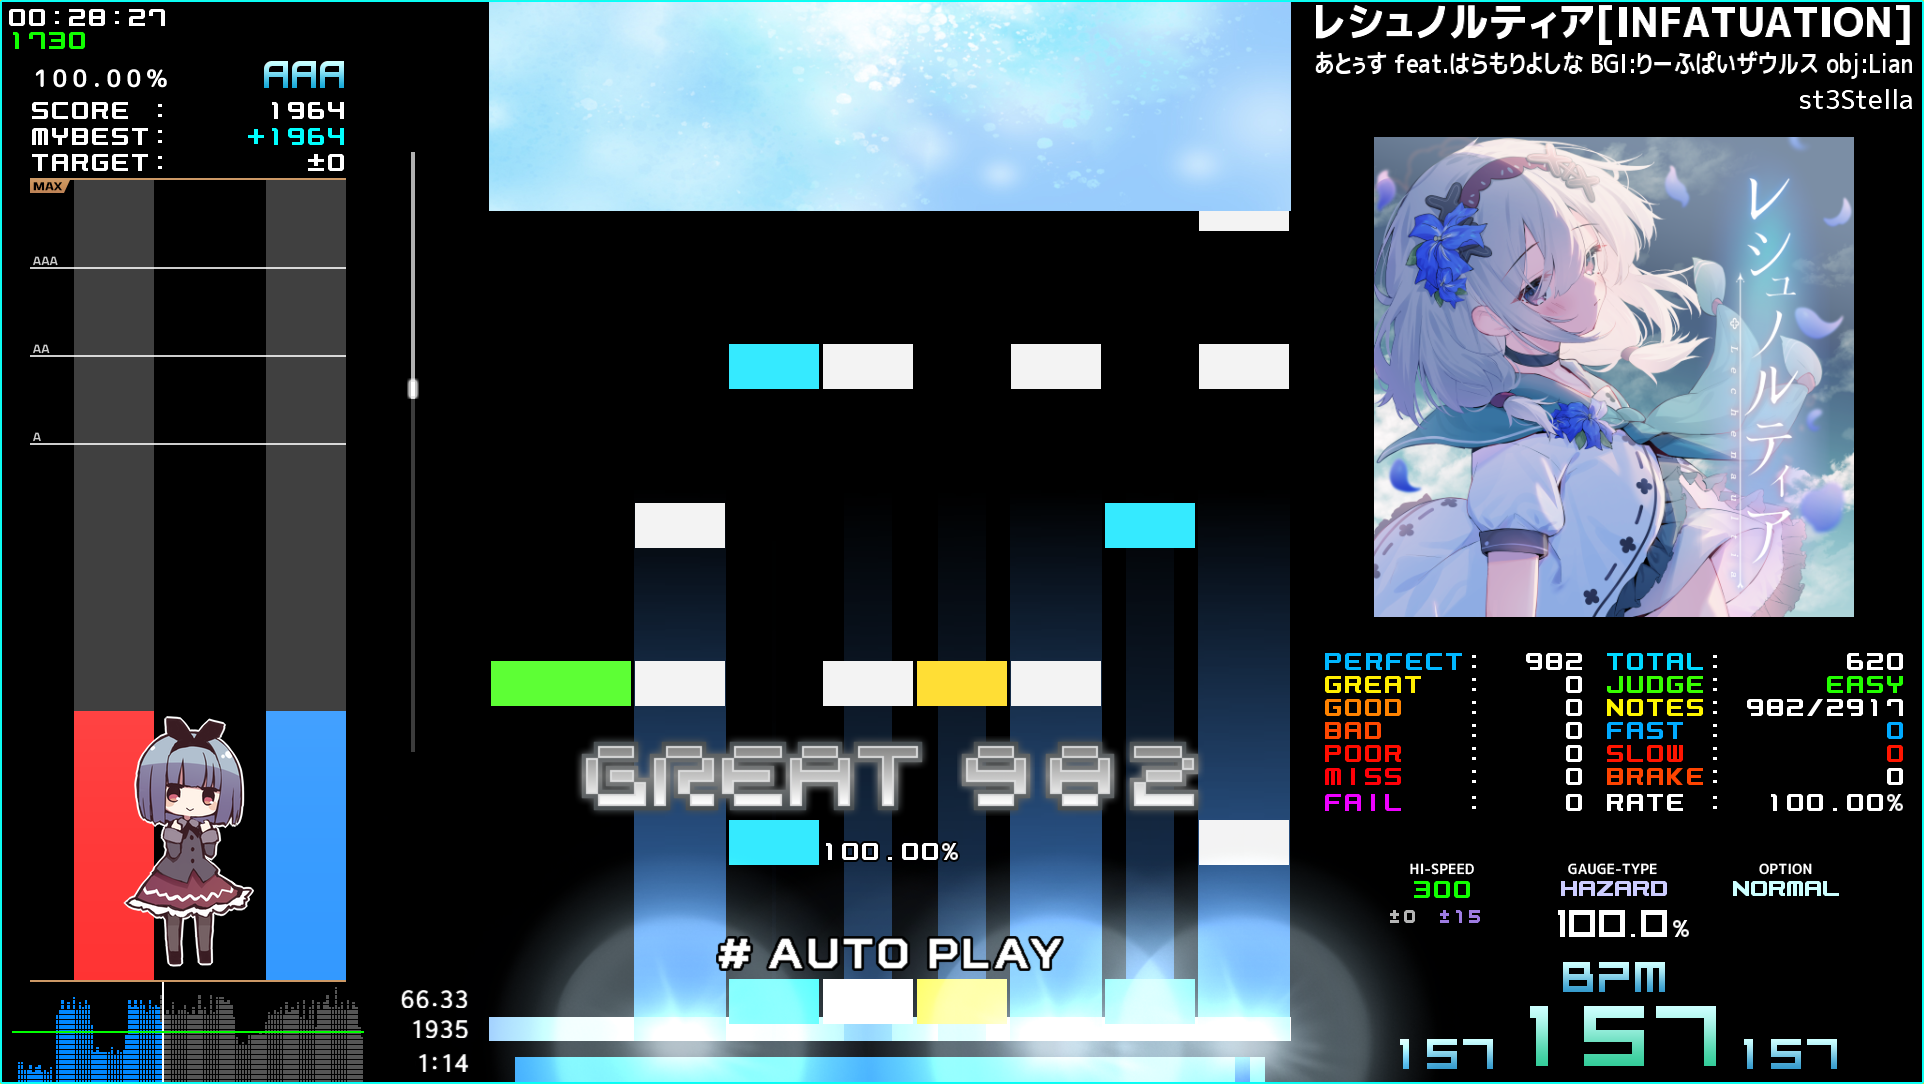 00:28:27
1730
100.00% AAA
SCORE : 1964
MYBEST: +1964
TARGET: ±0
MAX
AAA
AA
A
66.33
1935
1:14
GREAT 982
100.00%
# AUTO PLAY
レシュノルティア[INFATUATION]
あとぅす feat.はらもりよしな BGI:りーふぱいザウルス obj:Lian
st3Stella
レシュノルティア
PERFECT: 982 TOTAL: 620
GREAT : 0 JUDGE: EASY
GOOD : 0 NOTES: 982/2917
BAD : 0 FAST : 0
POOR : 0 SLOW : 0
MISS : 0 BRAKE: 0
FAIL : 0 RATE : 100.00%
HI-SPEED GAUGE-TYPE OPTION
300 HAZARD NORMAL
±0 ±15 100.0%
BPM
157 157 157